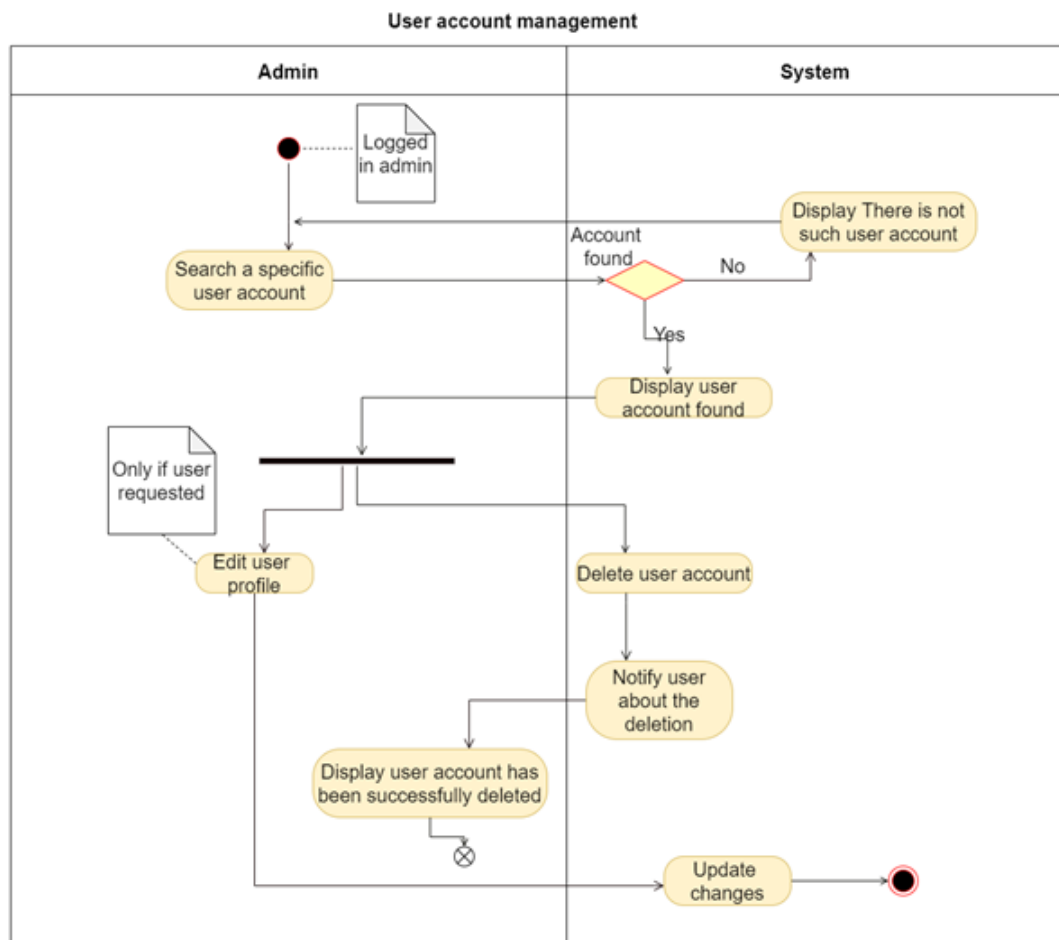 User account management
Admin
System
Logged
in admin
Display There is not
such user account
Account
found
No
Search a specific
user account
Yes
Display user
account found
Only if user
requested
Edit user
profile
Delete user account
Notify user
about the
deletion
Display user account has
been successfully deleted
Update
changes